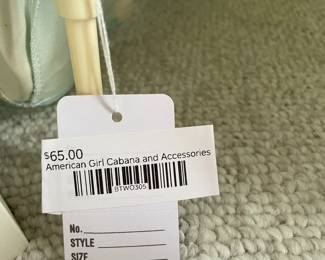 $65.00
American Girl Cabana and Accessories
BTWO305
No.
STYLE
SIZE